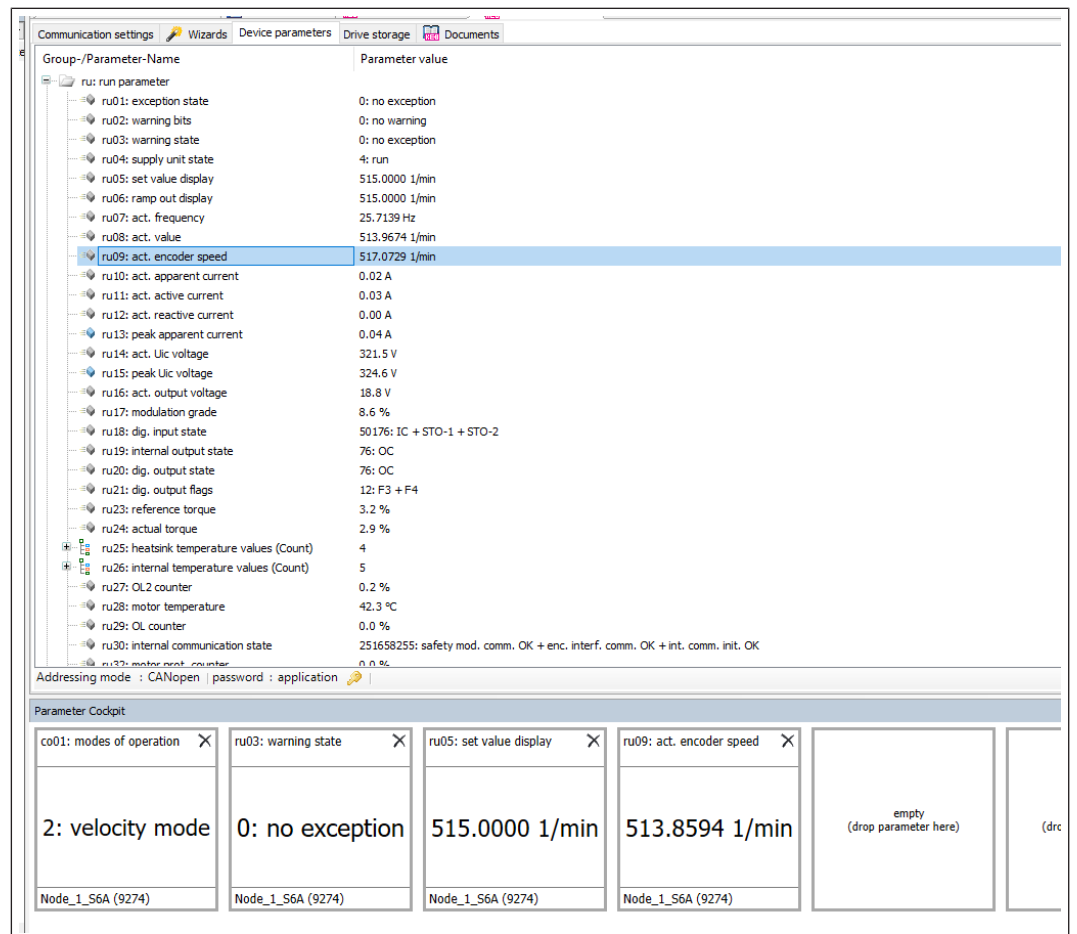 Communication settings Wizards Device parameters Drive storage Documents
Group-/Parameter-Name Parameter value
ru: run parameter
ru01: exception state 0: no exception
ru02: warning bits 0: no warning
ru03: warning state 0: no exception
ru04: supply unit state 4: run
ru05: set value display 515.0000 1/min
ru06: ramp out display 515.0000 1/min
ru07: act. frequency 25.7139 Hz
ru08: act. value 513.9674 1/min
ru09: act. encoder speed 517.0729 1/min
ru10: act. apparent current 0.02 A
ru11: act. active current 0.03 A
ru12: act. reactive current 0.00 A
ru13: peak apparent current 0.04 A
ru14: act. Uic voltage 321.5 V
ru15: peak Uic voltage 324.6 V
ru16: act. output voltage 18.8 V
ru17: modulation grade 8.6 %
ru18: dig. input state 50176: IC + STO-1 + STO-2
ru19: internal output state 76: OC
ru20: dig. output state 76: OC
ru21: dig. output flags 12: F3 + F4
ru23: reference torque 3.2 %
ru24: actual torque 2.9 %
ru25: heatsink temperature values (Count) 4
ru26: internal temperature values (Count) 5
ru27: OL2 counter 0.2 %
ru28: motor temperature 42.3 °C
ru29: OL counter 0.0 %
ru30: internal communication state 251658255: safety mod. comm. OK + enc. interf. comm. OK + int. comm. init. OK
ru32: motor prot. counter 0.0 %
Addressing mode : CANopen | password : application |
Parameter Cockpit
co01: modes of operation ru03: warning state ru05: set value display ru09: act. encoder speed
2: velocity mode 0: no exception 515.0000 1/min 513.8594 1/min
empty
(drop parameter here)
Node_1_S6A (9274) Node_1_S6A (9274) Node_1_S6A (9274) Node_1_S6A (9274)